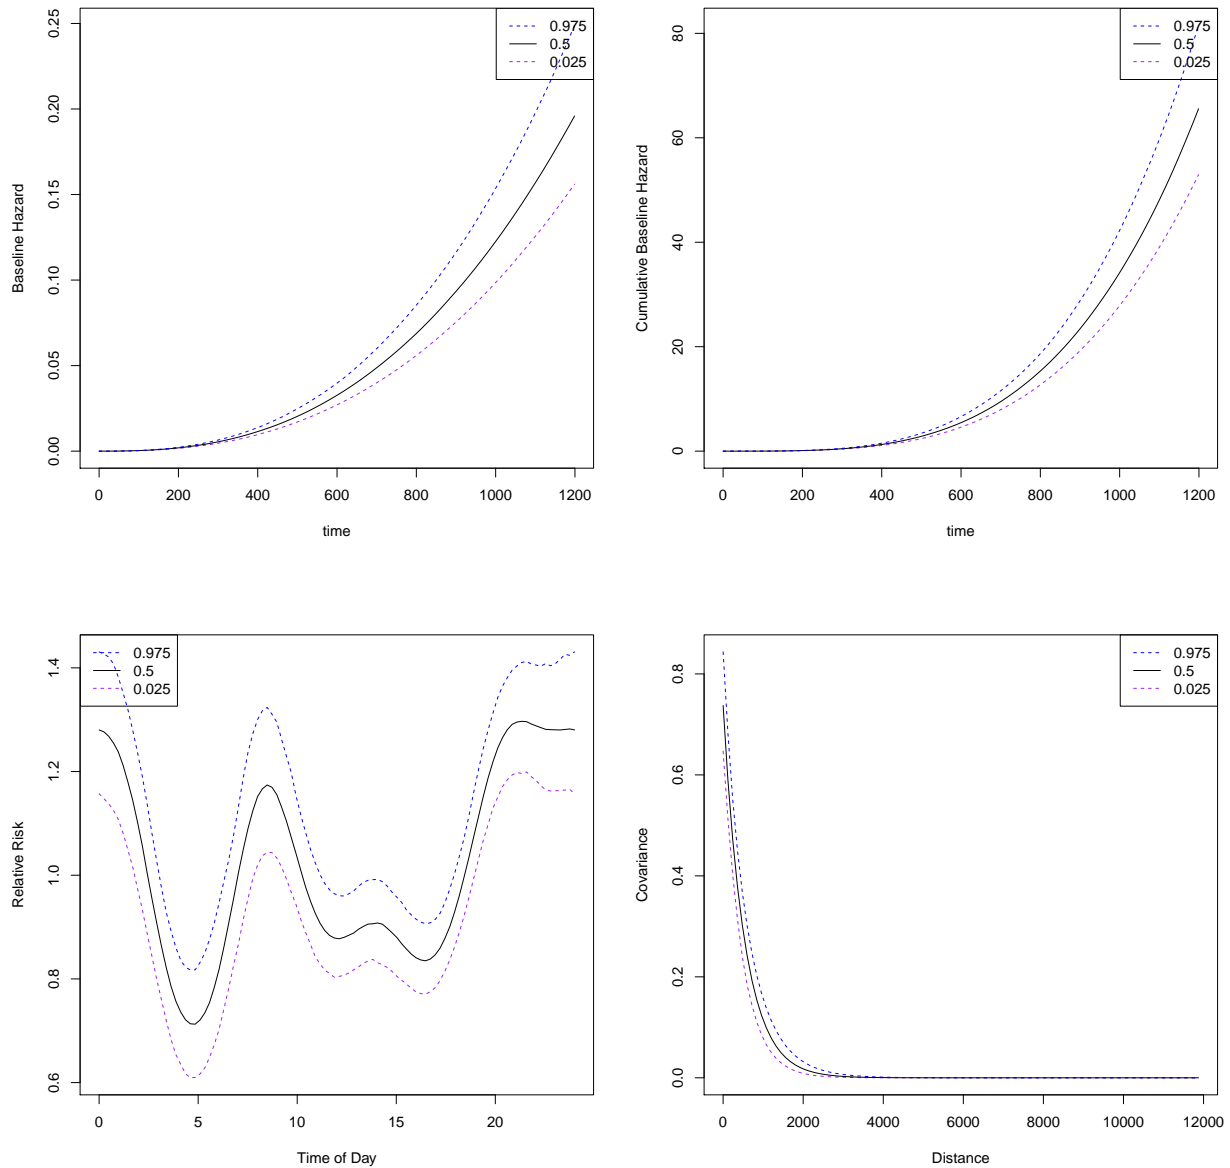 Baseline Hazard
0.25
0.20
0.15
0.10
0.05
0.00
0.975
0.5
0.025
0 200 400 600 800 1000 1200
time
Cumulative Baseline Hazard
80
60
40
20
0
0.975
0.5
0.025
0 200 400 600 800 1000 1200
time
Relative Risk
1.4
1.2
1.0
0.8
0.6
0.975
0.5
0.025
0 5 10 15 20
Time of Day
Covariance
0.8
0.6
0.4
0.2
0.0
0.975
0.5
0.025
0 2000 4000 6000 8000 10000 12000
Distance